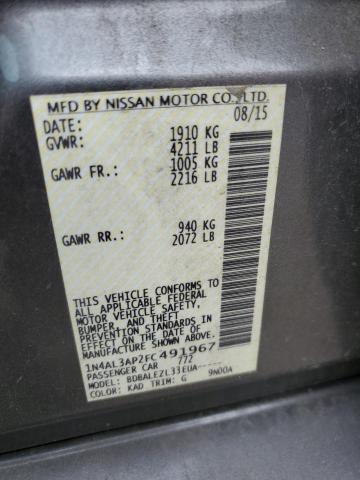 MFD BY NISSAN MOTOR CO.,LTD.
DATE: 08/15
GVWR: 1910 KG
4211 LB
GAWR FR.: 1005 KG
2216 LB
GAWR RR.: 940 KG
2072 LB
THIS VEHICLE CONFORMS TO
ALL APPLICABLE FEDERAL
MOTOR VEHICLE SAFETY,
BUMPER, AND THEFT
PREVENTION STANDARDS
IN EFFECT ON THE DATE OF
MANUFACTURE SHOWN ABOVE.
1N4AL3AP2FC491967
PASSENGER CAR 772
MODEL: BDBALEZL33EUA-- 9N00A
COLOR: KAD TRIM: G